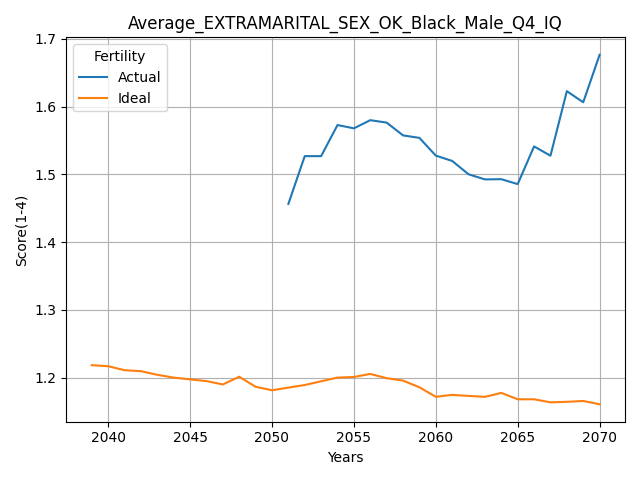 Average_EXTRAMARITAL_SEX_OK_Black_Male_Q4_IQ
Fertility
Actual
Ideal
Score(1-4)
1.7
1.6
1.5
1.4
1.3
1.2
2040 2045 2050 2055 2060 2065 2070
Years